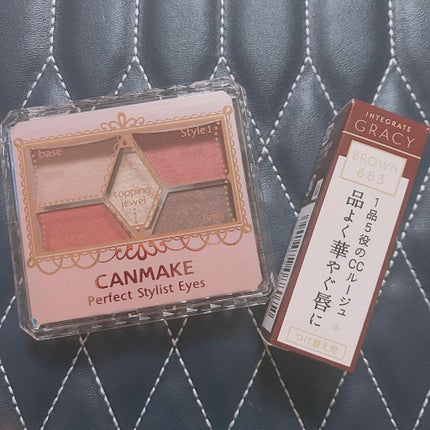 base
Style1
topping
jewel
CANMAKE
Perfect Stylist Eyes
INTEGRATE
GRACY
BROWN
683
1品5役のCCルージュ
品よく華やぐ唇に
つけ替え用